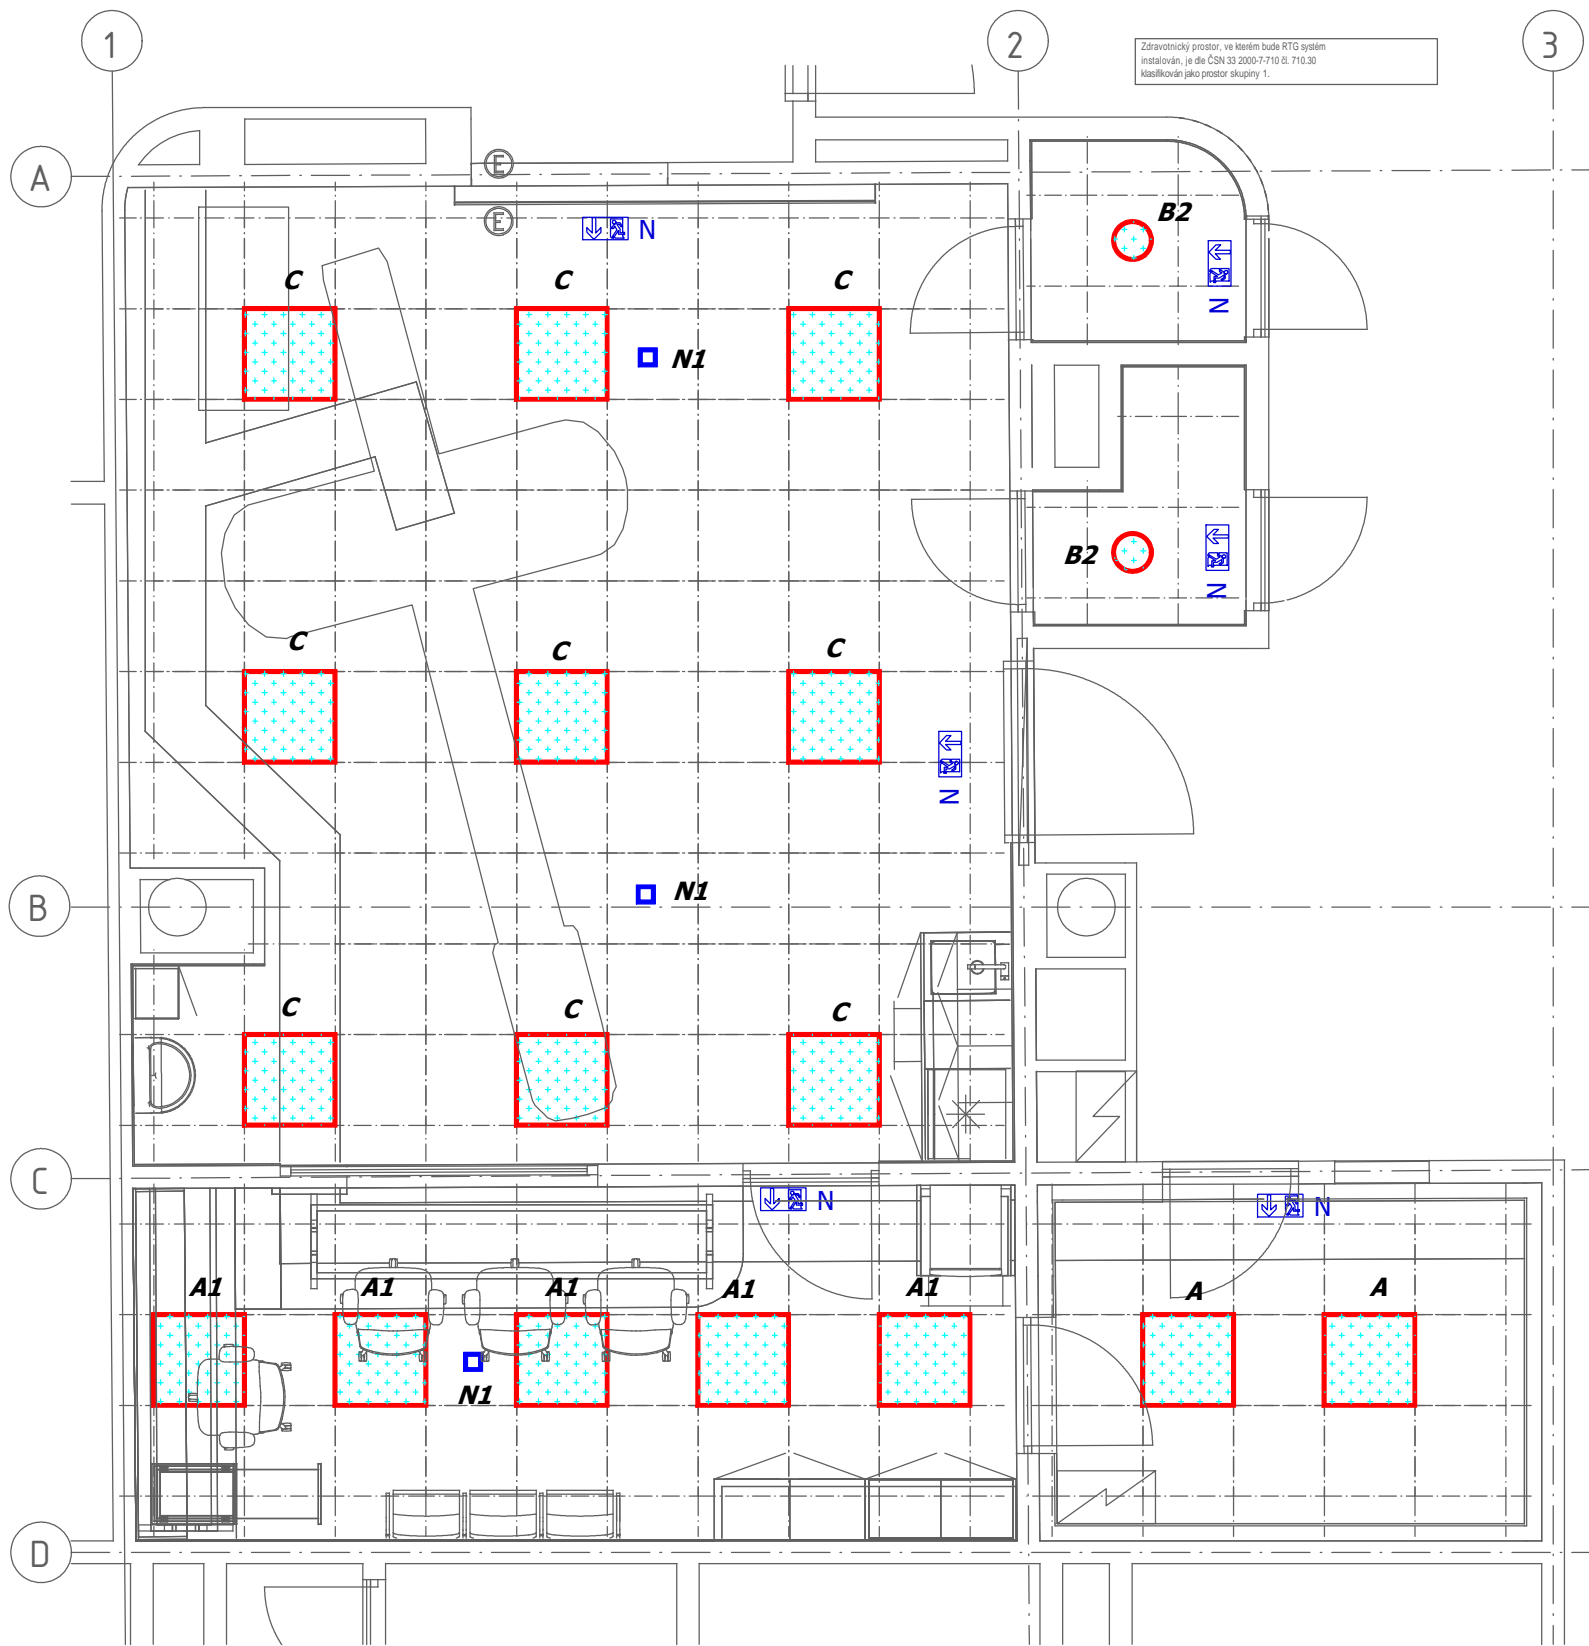 1
2
3
Zdravotnický prostor, ve kterém bude RTG systém
instalován, je dle ČSN 33 2000-7-710 čl. 710.30
klasifikován jako prostor skupiny 1.
A
E
E
N
B2
N
C
C
C
N1
B2
N
C
C
C
N
B
N1
C
C
C
C
N
N
A1
A1
A1
A1
A1
A
A
N1
D